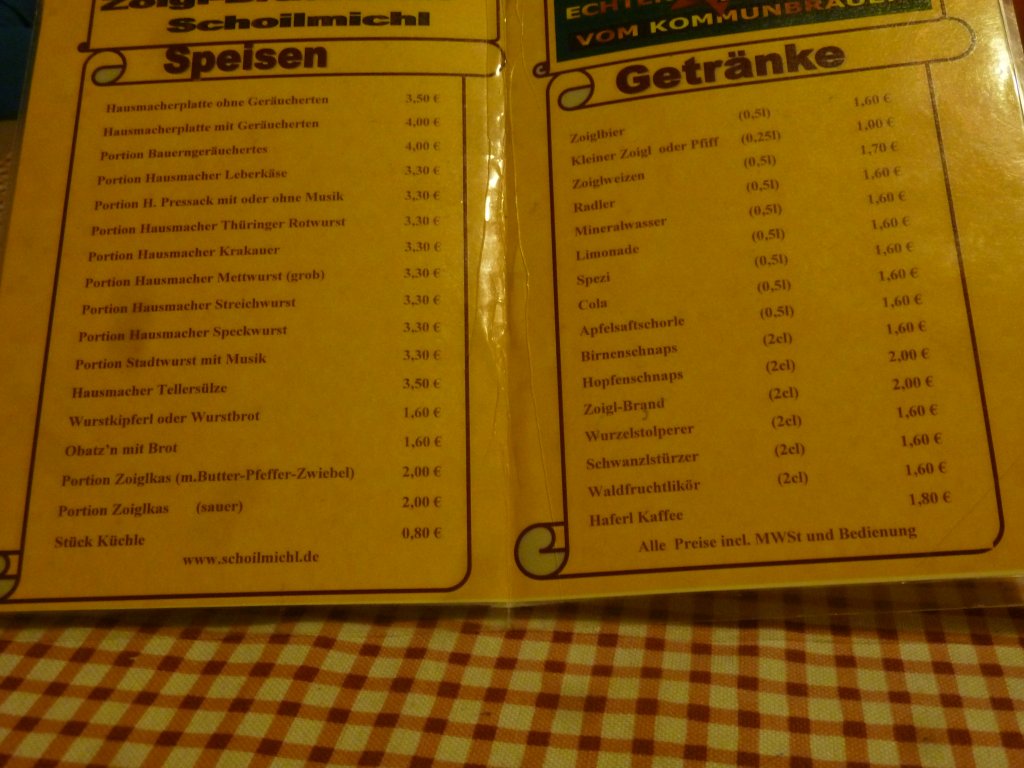 Schoilmichl
Speisen
Hausmacherplatte ohne Geräucherten 3,50 €
Hausmacherplatte mit Geräucherten 4,00 €
Portion Bauerngeräuchertes 4,00 €
Portion Hausmacher Leberkäse 3,30 €
Portion H. Pressack mit oder ohne Musik 3,30 €
Portion Hausmacher Thüringer Rotwurst 3,30 €
Portion Hausmacher Krakauer 3,30 €
Portion Hausmacher Mettwurst (grob) 3,30 €
Portion Hausmacher Streichwurst 3,30 €
Portion Hausmacher Speckwurst 3,30 €
Portion Stadtwurst mit Musik 3,30 €
Hausmacher Tellersülze 3,50 €
Wurstkipferl oder Wurstbrot 1,60 €
Obatz'n mit Brot 1,60 €
Portion Zoiglkas (m.Butter-Pfeffer-Zwiebel) 2,00 €
Portion Zoiglkas (sauer) 2,00 €
Stück Küchle 0,80 €
www.schoilmichl.de
VOM KOMMUNBRAUER
Getränke
Zoiglbier (0,5l) 1,60 €
Kleiner Zoigl oder Pfiff (0,25l) 1,00 €
Zoiglweizen (0,5l) 1,70 €
Radler (0,5l) 1,60 €
Mineralwasser (0,5l) 1,60 €
Limonade (0,5l) 1,60 €
Spezi (0,5l) 1,60 €
Cola (0,5l) 1,60 €
Apfelsaftschorle (0,5l) 1,60 €
Birnenschnaps (2cl) 1,60 €
Hopfenschnaps (2cl) 2,00 €
Zoigl-Brand (2cl) 2,00 €
Wurzelstolperer (2cl) 1,60 €
Schwanzlstürzer (2cl) 1,60 €
Waldfruchtlikör (2cl) 1,60 €
Haferl Kaffee 1,80 €
Alle Preise incl. MWSt und Bedienung